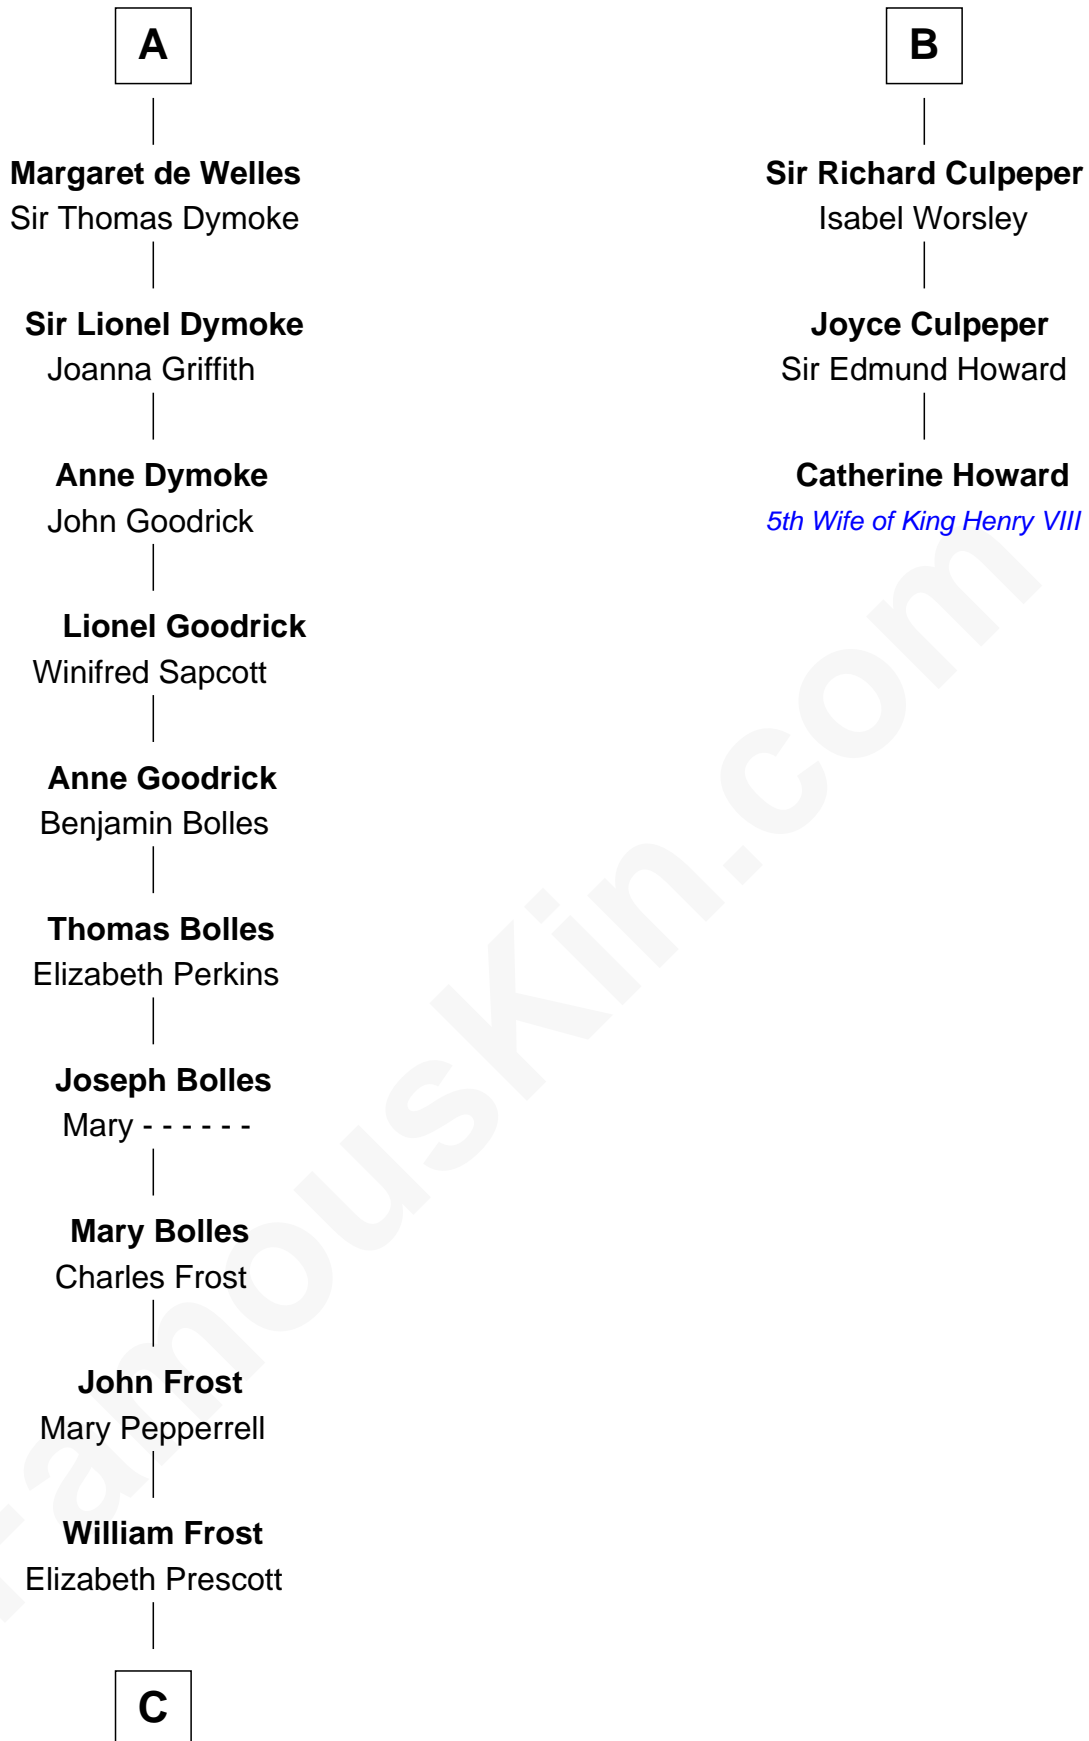 A
Margaret de Welles
Sir Thomas Dymoke
Sir Lionel Dymoke
Joanna Griffith
Anne Dymoke
John Goodrick
Lionel Goodrick
Winifred Sapcott
Anne Goodrick
Benjamin Bolles
Thomas Bolles
Elizabeth Perkins
Joseph Bolles
Mary - - - - - -
Mary Bolles
Charles Frost
John Frost
Mary Pepperrell
William Frost
Elizabeth Prescott
C
B
Sir Richard Culpeper
Isabel Worsley
Joyce Culpeper
Sir Edmund Howard
Catherine Howard
5th Wife of King Henry VIII
FamousKin.com